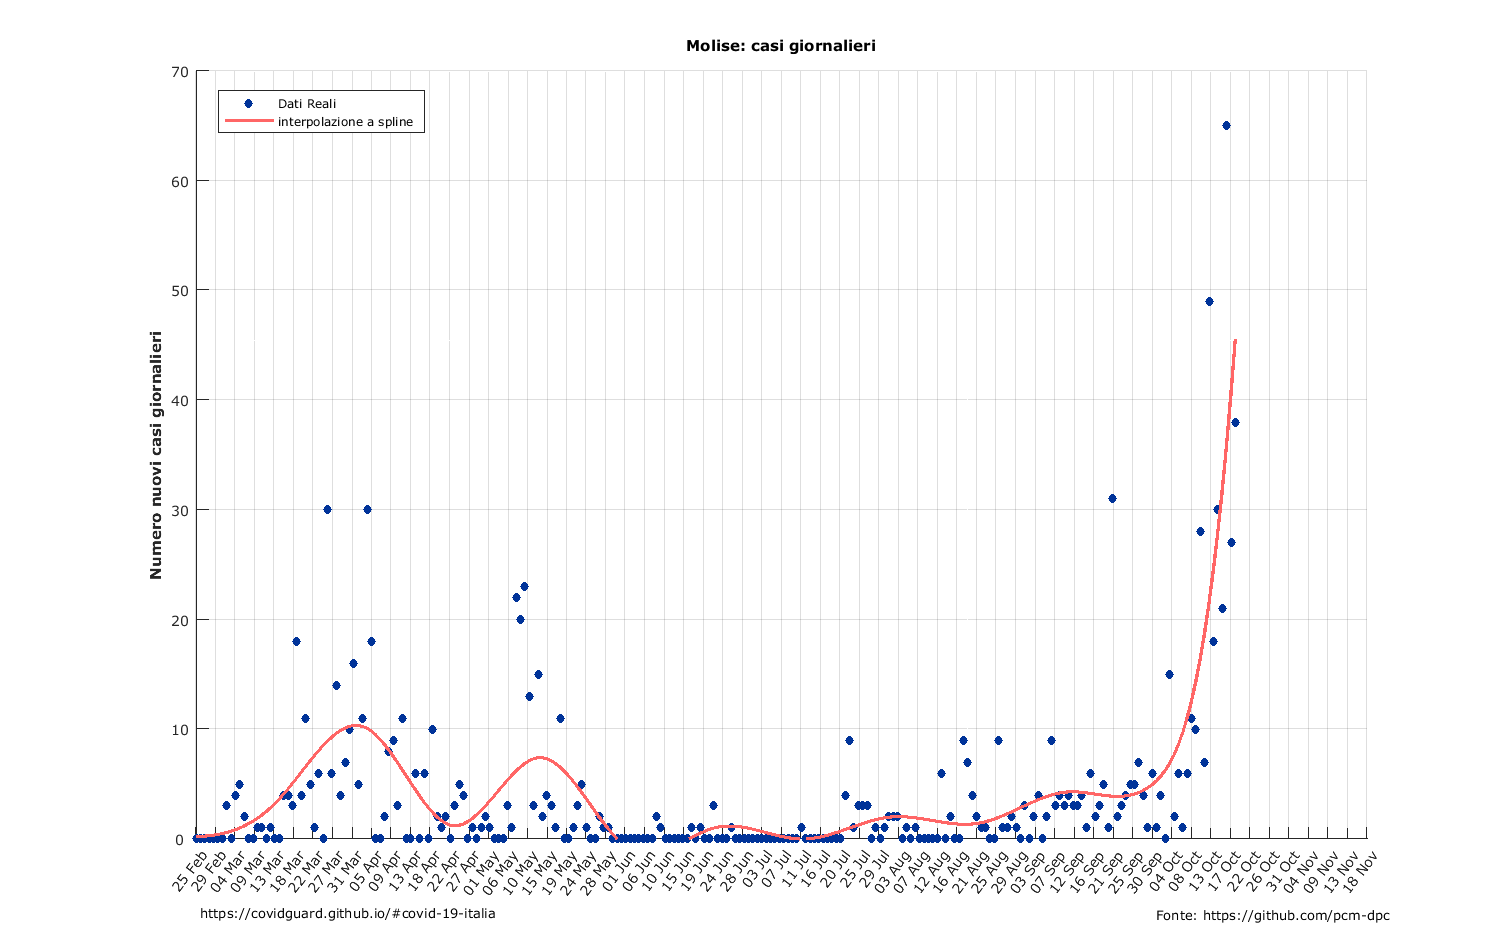 Molise: casi giornalieri
70
60
50
40
30
20
10
0
Numero nuovi casi giornalieri
Dati Reali
interpolazione a spline
25 Feb
29 Feb
04 Mar
09 Mar
13 Mar
18 Mar
22 Mar
27 Mar
31 Mar
05 Apr
09 Apr
13 Apr
18 Apr
22 Apr
27 Apr
01 May
06 May
10 May
15 May
19 May
24 May
28 May
01 Jun
06 Jun
10 Jun
15 Jun
19 Jun
24 Jun
28 Jun
03 Jul
07 Jul
11 Jul
16 Jul
20 Jul
25 Jul
29 Jul
03 Aug
07 Aug
12 Aug
16 Aug
21 Aug
25 Aug
29 Aug
03 Sep
07 Sep
12 Sep
16 Sep
21 Sep
25 Sep
30 Sep
04 Oct
08 Oct
13 Oct
17 Oct
22 Oct
26 Oct
31 Oct
04 Nov
09 Nov
13 Nov
18 Nov
https://covidguard.github.io/#covid-19-italia
Fonte: https://github.com/pcm-dpc